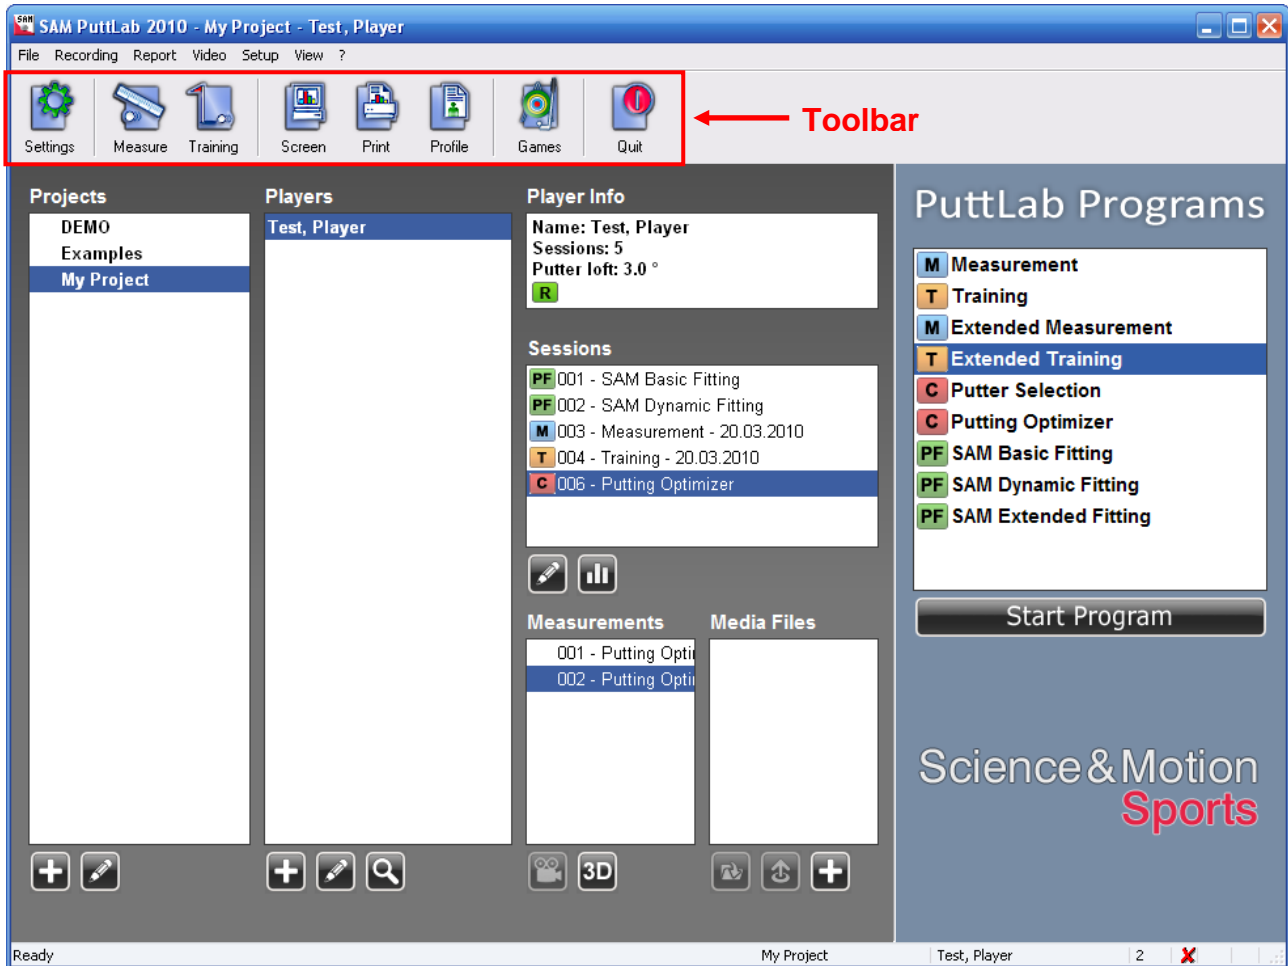 SAM PuttLab 2010 - My Project - Test, Player
File Recording Report Video Setup View ?
Settings Measure Training Screen Print Profile Games Quit
Toolbar
Projects
DEMO
Examples
My Project
Players
Test, Player
Player Info
Name: Test, Player
Sessions: 5
Putter loft: 3.0 °
R
Sessions
PF 001 - SAM Basic Fitting
PF 002 - SAM Dynamic Fitting
M 003 - Measurement - 20.03.2010
T 004 - Training - 20.03.2010
C 006 - Putting Optimizer
Measurements
001 - Putting Opti
002 - Putting Opti
3D
Media Files
PuttLab Programs
M Measurement
T Training
M Extended Measurement
T Extended Training
C Putter Selection
C Putting Optimizer
PF SAM Basic Fitting
PF SAM Dynamic Fitting
PF SAM Extended Fitting
Start Program
Science&Motion
Sports
Ready My Project Test, Player 2